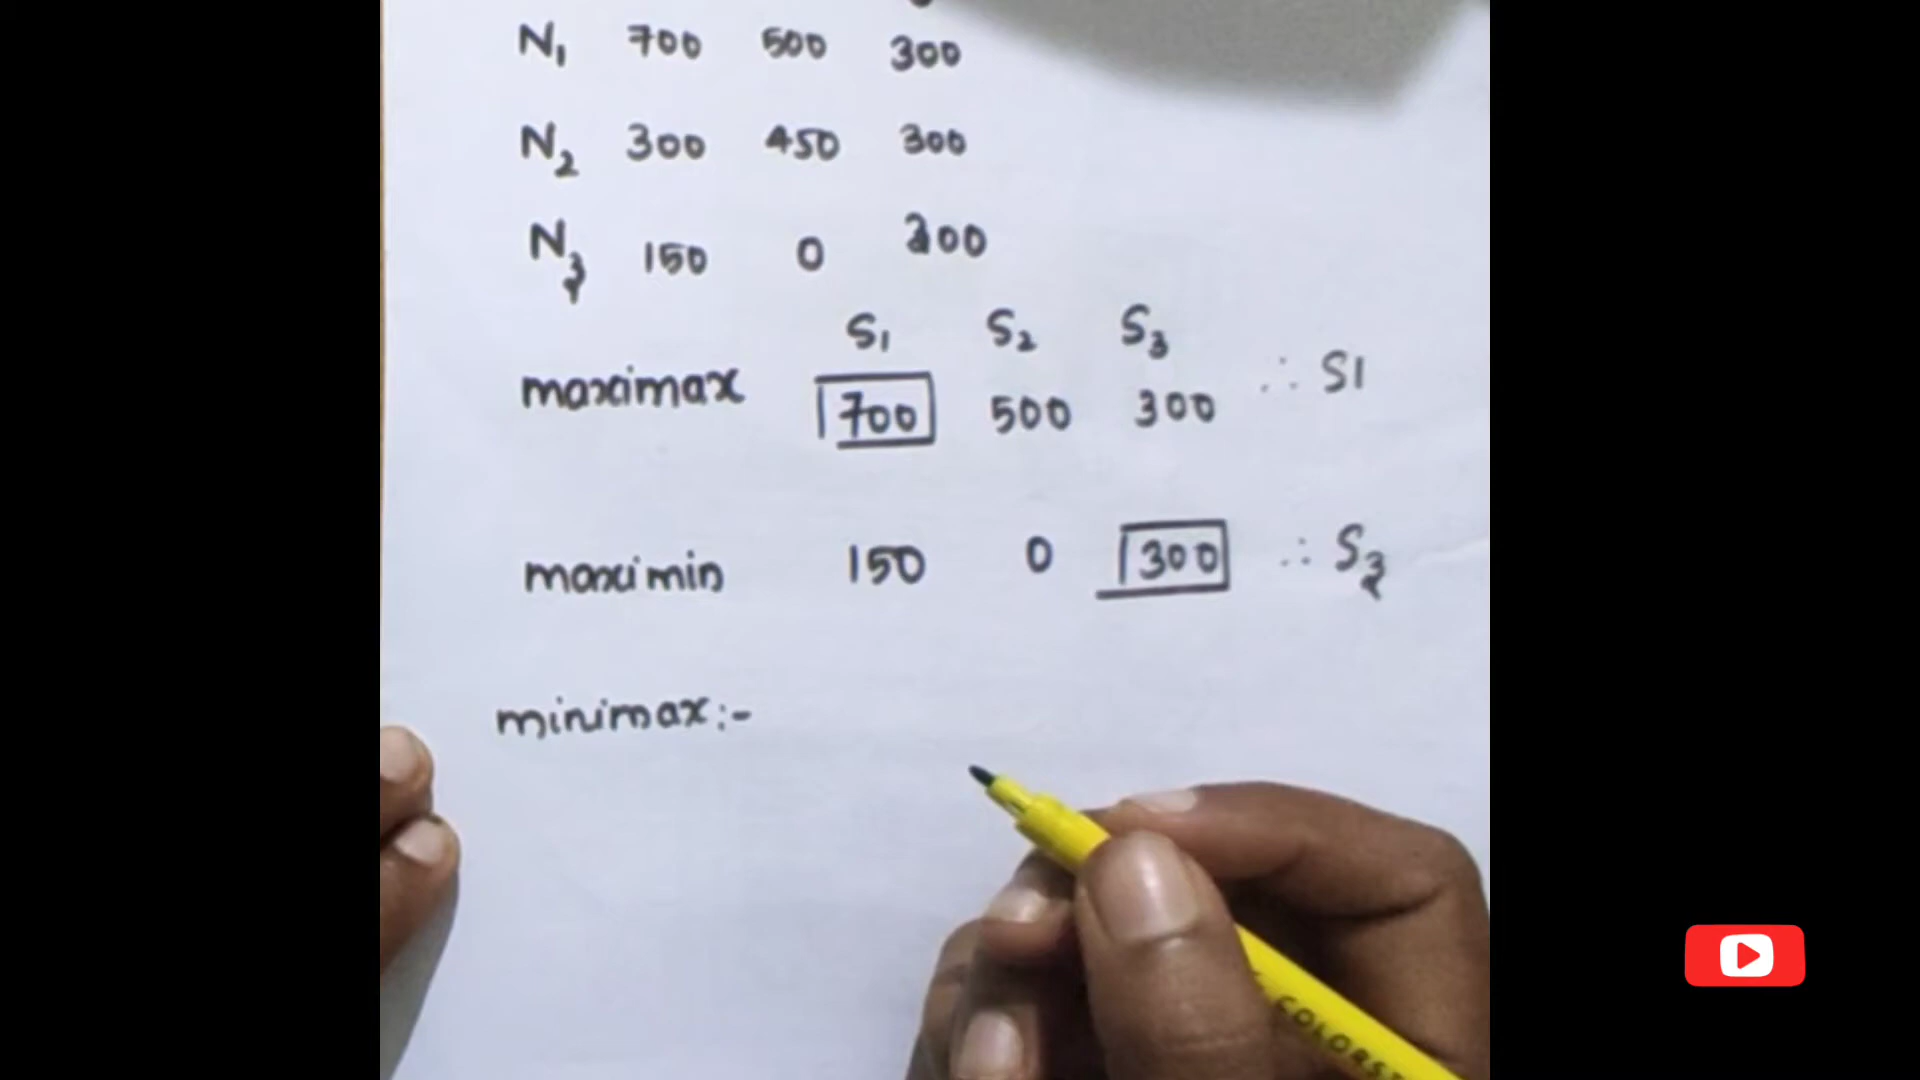 N1 700 500 300
N2 300 450 300
N3 150 0 300
S1 S2 S3
maximax 700 500 300 ∴ S1
maximin 150 0 300 ∴ S3
minimax:-
COLORS